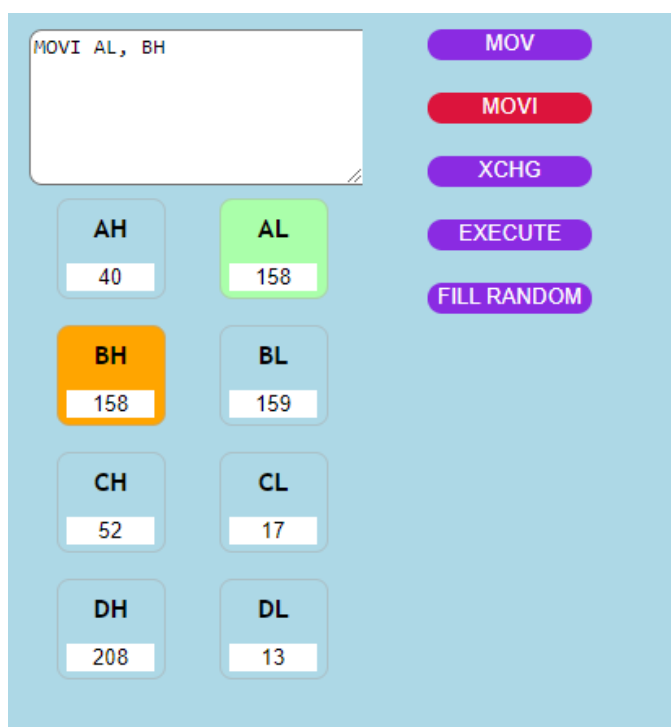 MOVI AL, BH
MOV
MOVI
XCHG
EXECUTE
FILL RANDOM
AH
AL
40
158
BH
BL
158
159
CH
CL
52
17
DH
DL
208
13